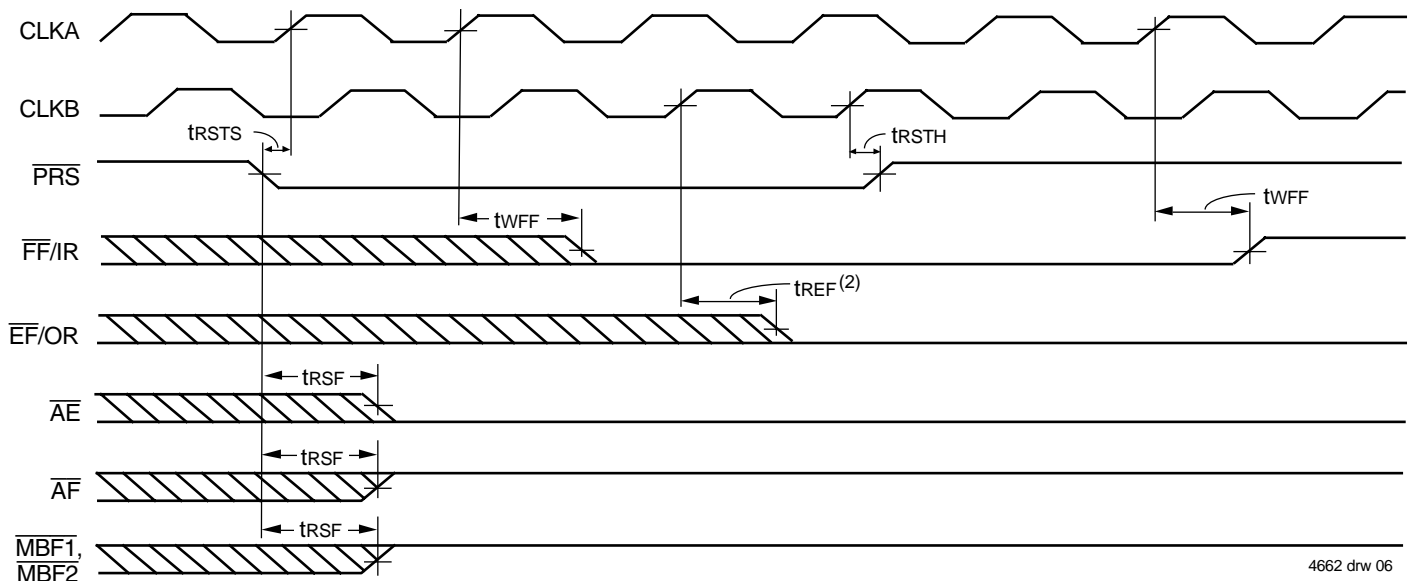 CLKA
CLKB
tRSTS
tRSTH
PRS
tWFF
tWFF
FF/IR
tREF(2)
EF/OR
tRSF
AE
tRSF
AF
tRSF
MBF1,
MBF2
4662 drw 06